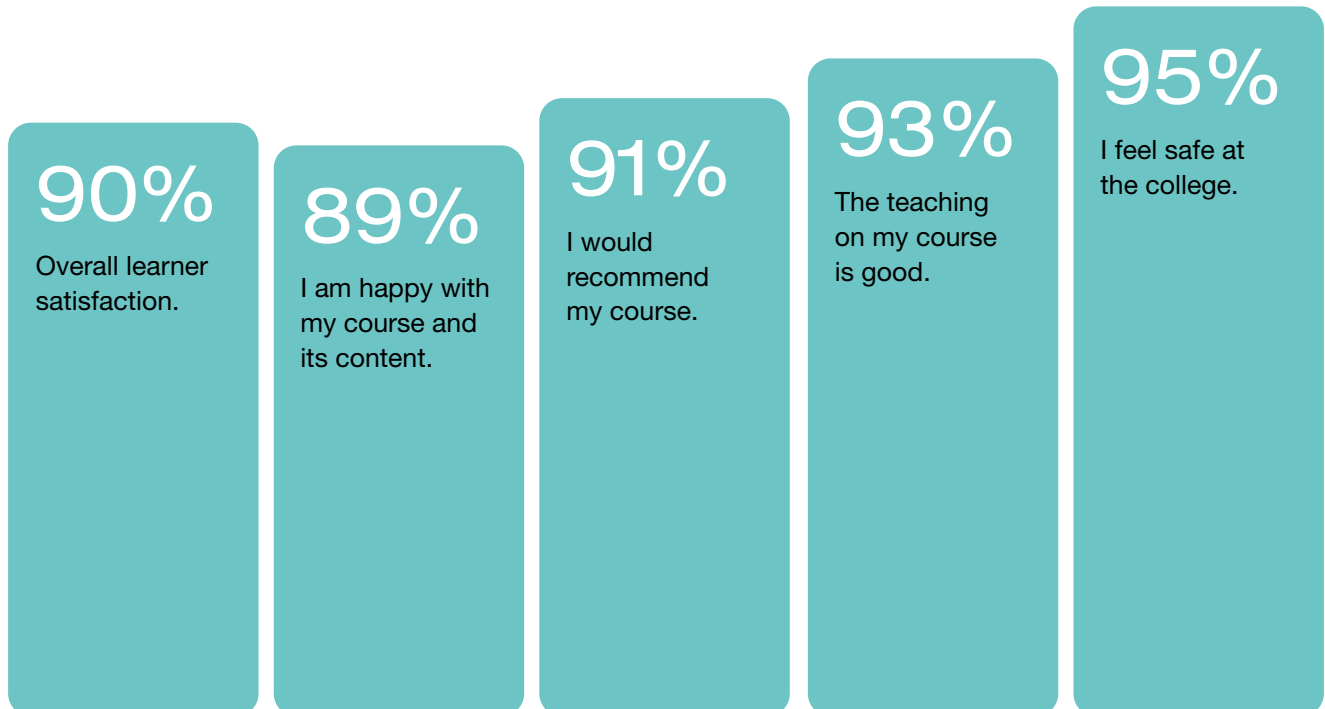 90%
Overall learner
satisfaction.
89%
I am happy with
my course and
its content.
91%
I would
recommend
my course.
93%
The teaching
on my course
is good.
95%
I feel safe at
the college.